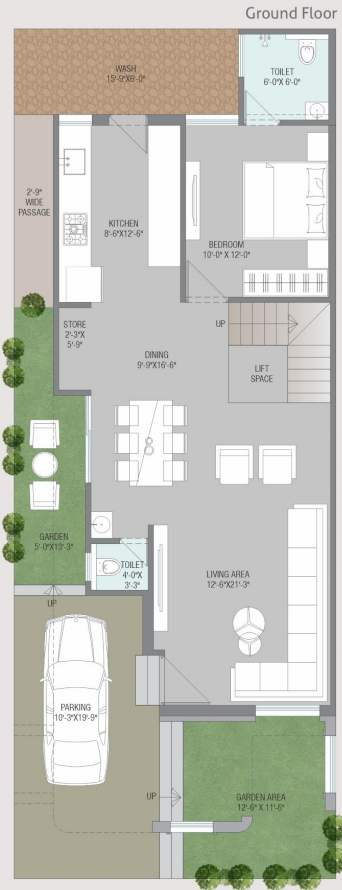 Ground Floor
WASH
15'-9"X6'-0"
TOILET
6'-0X 6'-0"
2'-9"
WIDE
PASSAGE
KITCHEN
8'-6"X12'-6"
BEDROOM
10'-0" X 12'-0"
STORE
2'-3"X
5'-9"
UP
LIFT
SPACE
DINING
9'-9"X16'-6"
GARDEN
5'-0"X13'-3"
TOILET
4'-0"X
3'-3"
LIVING AREA
12'-6"X21'-3"
UP
PARKING
10'-3"X19'-9"
UP
GARDEN AREA
12'-6" X 11'-6"